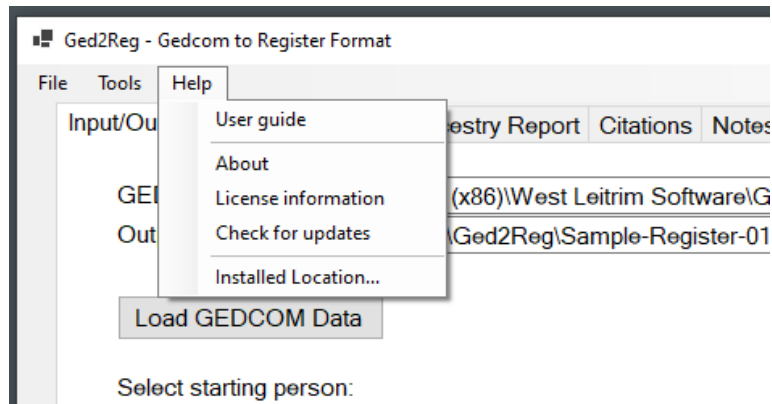 Ged2Reg - Gedcom to Register Format
File Tools Help
Input/Ou estry Report Citations Notes
User guide
About
License information
Check for updates
Installed Location...
GE (x86)\West Leitrim Software\G
Out \Ged2Reg\Sample-Register-01
Load GEDCOM Data
Select starting person: